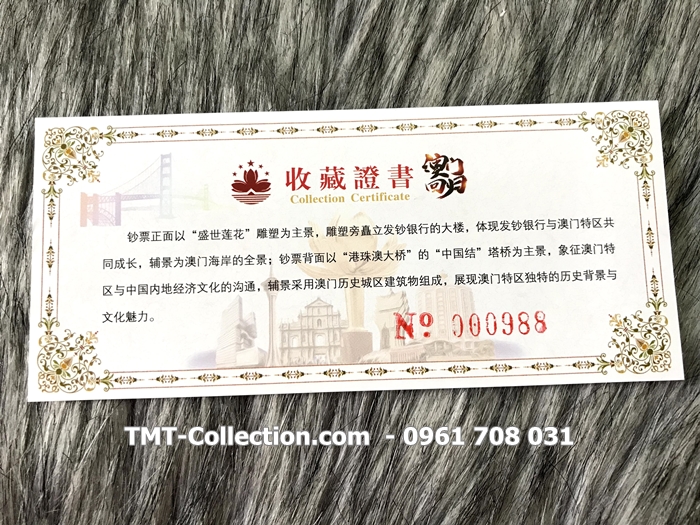 收藏證書
澳门回归
Collection Certificate
钞票正面以“盛世莲花”雕塑为主景，雕塑旁矗立发钞银行的大楼，体现发钞银行与澳门特区共
同成长，辅景为澳门海岸的全景；钞票背面以“港珠澳大桥”的“中国结”塔桥为主景，象征澳门特
区与中国内地经济文化的沟通，辅景采用澳门历史城区建筑物组成，展现澳门特区独特的历史背景与
文化魅力。
Nº 000988
TMT-Collection.com - 0961 708 031